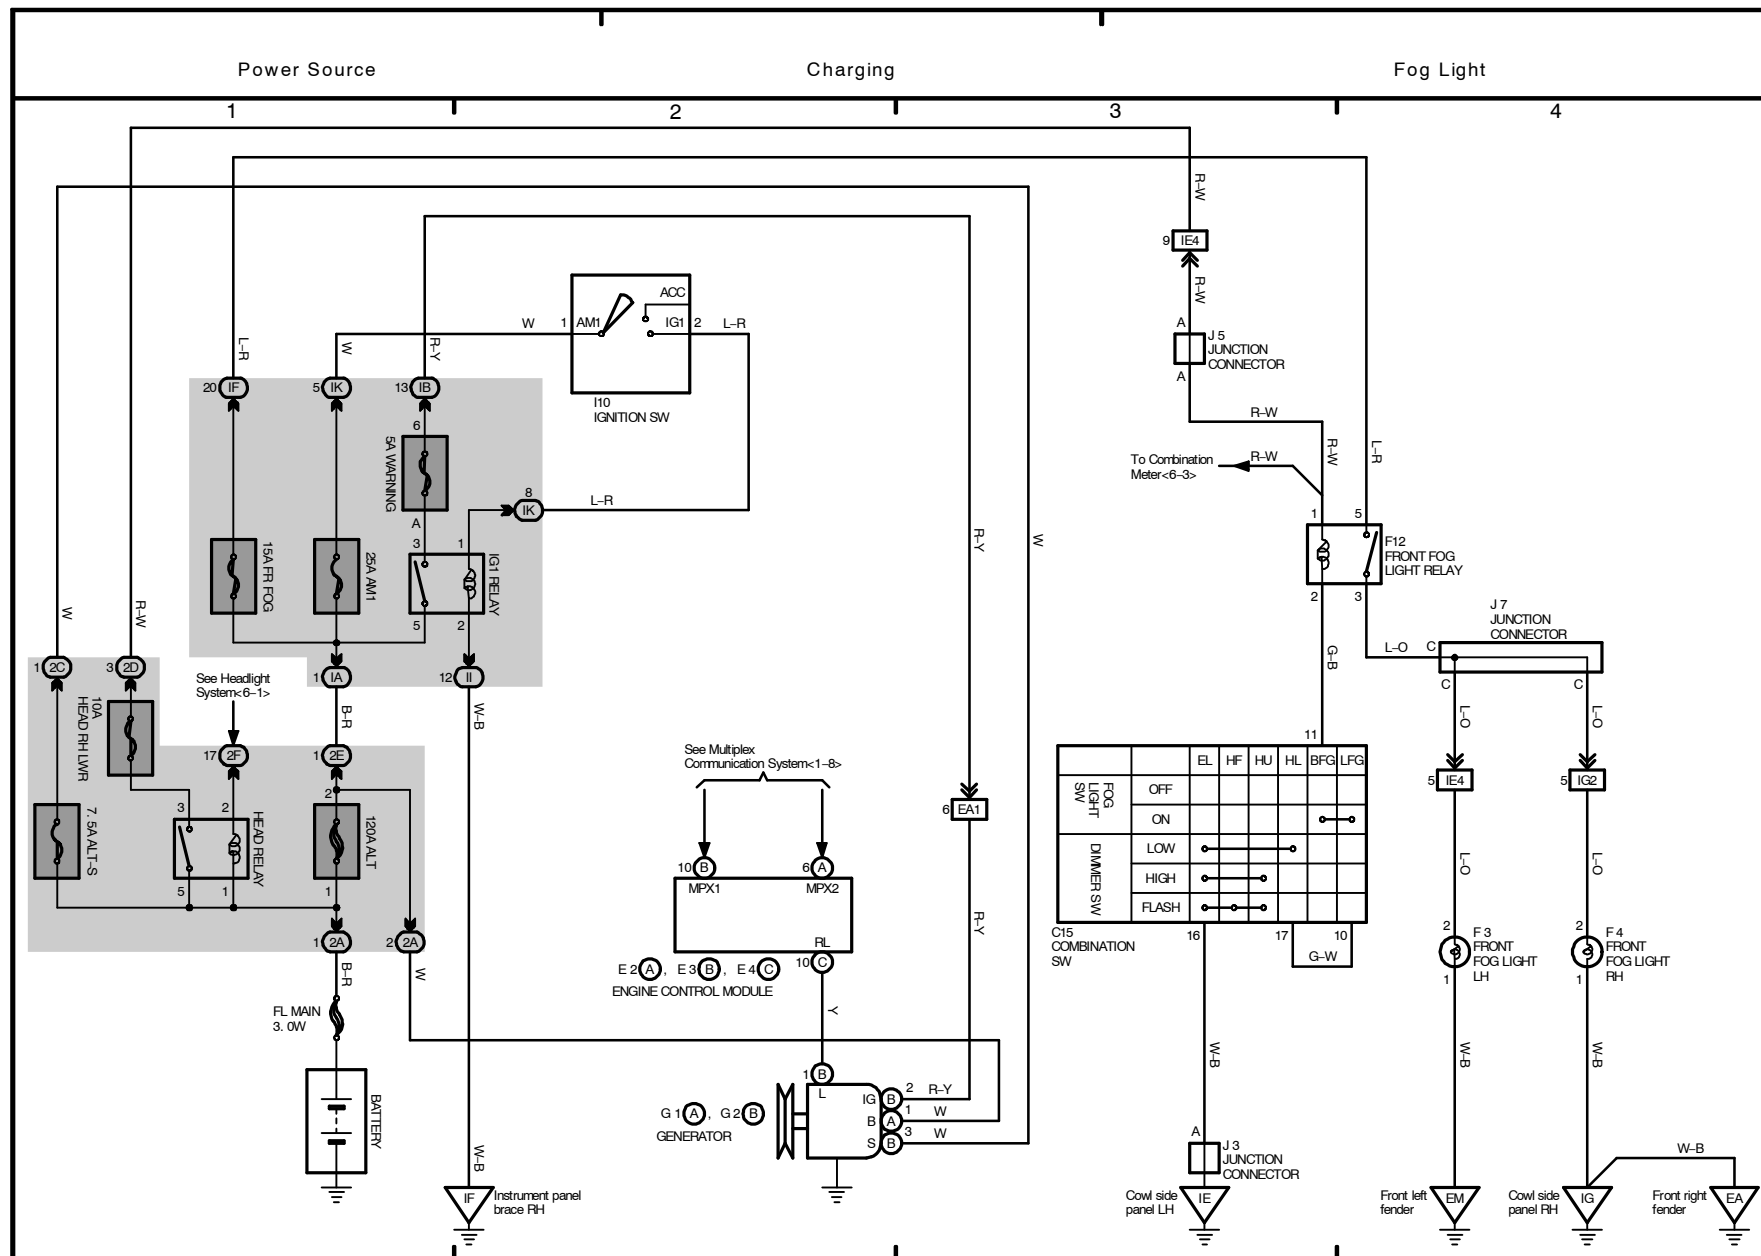 Power Source
Charging
Fog Light
1
2
3
4
R–W
9 IE4
R–W
A
J 5
JUNCTION
CONNECTOR
A
R–W
R–W
To Combination
Meter<6–3>
R–W
L–R
1
5
F12
FRONT FOG
LIGHT RELAY
2
3
G–B
L–O
C
J 7
JUNCTION
CONNECTOR
C
C
L–O
L–O
5 IE4
5 IG2
L–O
L–O
2
F 3
FRONT
FOG LIGHT
LH
1
2
F 4
FRONT
FOG LIGHT
RH
1
W–B
W–B
W–B
Front left
fender
EM
Cowl side
panel RH
IG
Front right
fender
EA
L–R
W
R–Y
W
1
AM1
ACC
IG1
2
L–R
I10
IGNITION SW
20 IF
5 IK
13 IB
6
5A WARNING
A
8
IK
L–R
3
1
IG1 RELAY
5
2
15A FR FOG
25A AM1
R–Y
W
W
R–W
1 2C
3 2D
See Headlight
System<6–1>
1 IA
12 II
10A
HEAD RH LWR
B–R
W–B
17 2F
1 2E
2
3
2
HEAD RELAY
120A ALT
7. 5A ALT–S
5
1
1
1 2A
2 2A
B–R
W
FL MAIN
3. 0W
BATTERY
W–B
IF
Instrument panel
brace RH
See Multiplex
Communication System<1–8>
10 B
6 A
MPX1
MPX2
RL
10 C
E 2 A , E 3 B , E 4 C
ENGINE CONTROL MODULE
Y
6 EA1
R–Y
1 B
L
IG B 2 R–Y
B A 1 W
S B 3 W
G 1 A , G 2 B
GENERATOR
11
EL HF HU HL BFG LFG
FOG
LIGHT
SW
OFF
ON
DIMMER SW
LOW
HIGH
FLASH
C15
COMBINATION
SW
16
17
10
G–W
W–B
A
J 3
JUNCTION
CONNECTOR
Cowl side
panel LH
IE